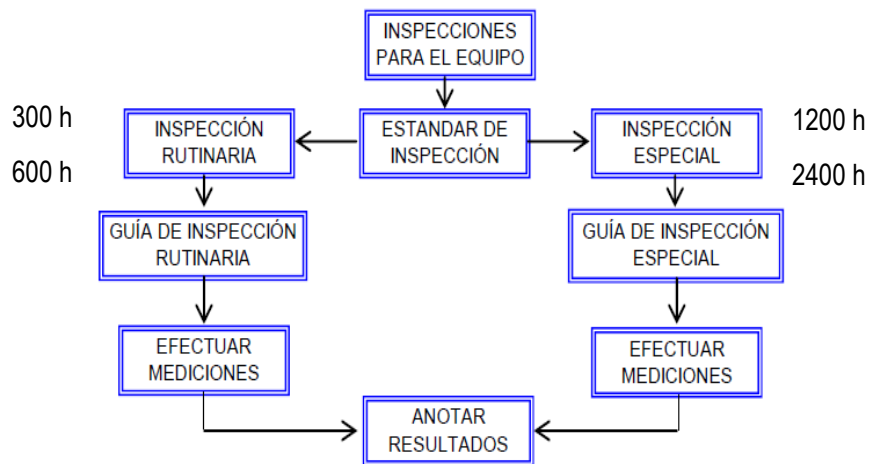 INSPECCIONES
PARA EL EQUIPO
300 h
600 h
INSPECCIÓN
RUTINARIA
ESTANDAR DE
INSPECCIÓN
INSPECCIÓN
ESPECIAL
1200 h
2400 h
GUÍA DE INSPECCIÓN
RUTINARIA
GUÍA DE INSPECCIÓN
ESPECIAL
EFECTUAR
MEDICIONES
EFECTUAR
MEDICIONES
ANOTAR
RESULTADOS